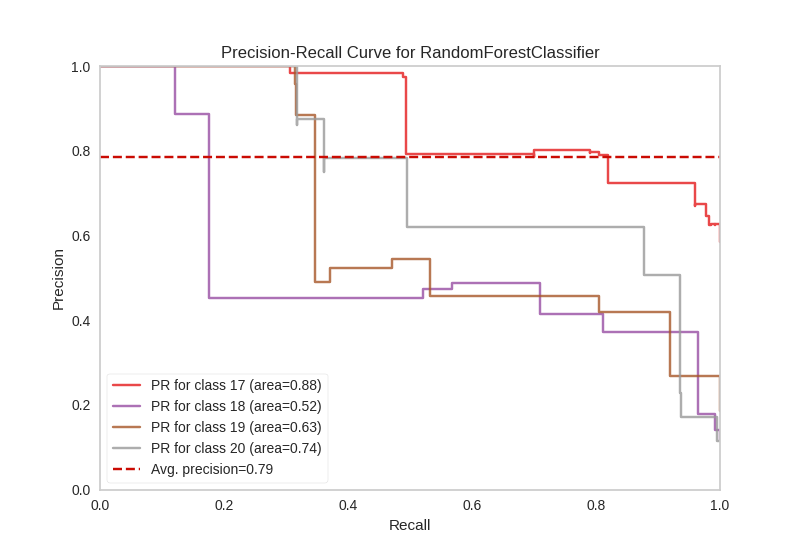 Precision-Recall Curve for RandomForestClassifier
1.0
0.8
0.6
0.4
0.2
0.0
Precision
PR for class 17 (area=0.88)
PR for class 18 (area=0.52)
PR for class 19 (area=0.63)
PR for class 20 (area=0.74)
Avg. precision=0.79
0.0 0.2 0.4 0.6 0.8 1.0
Recall